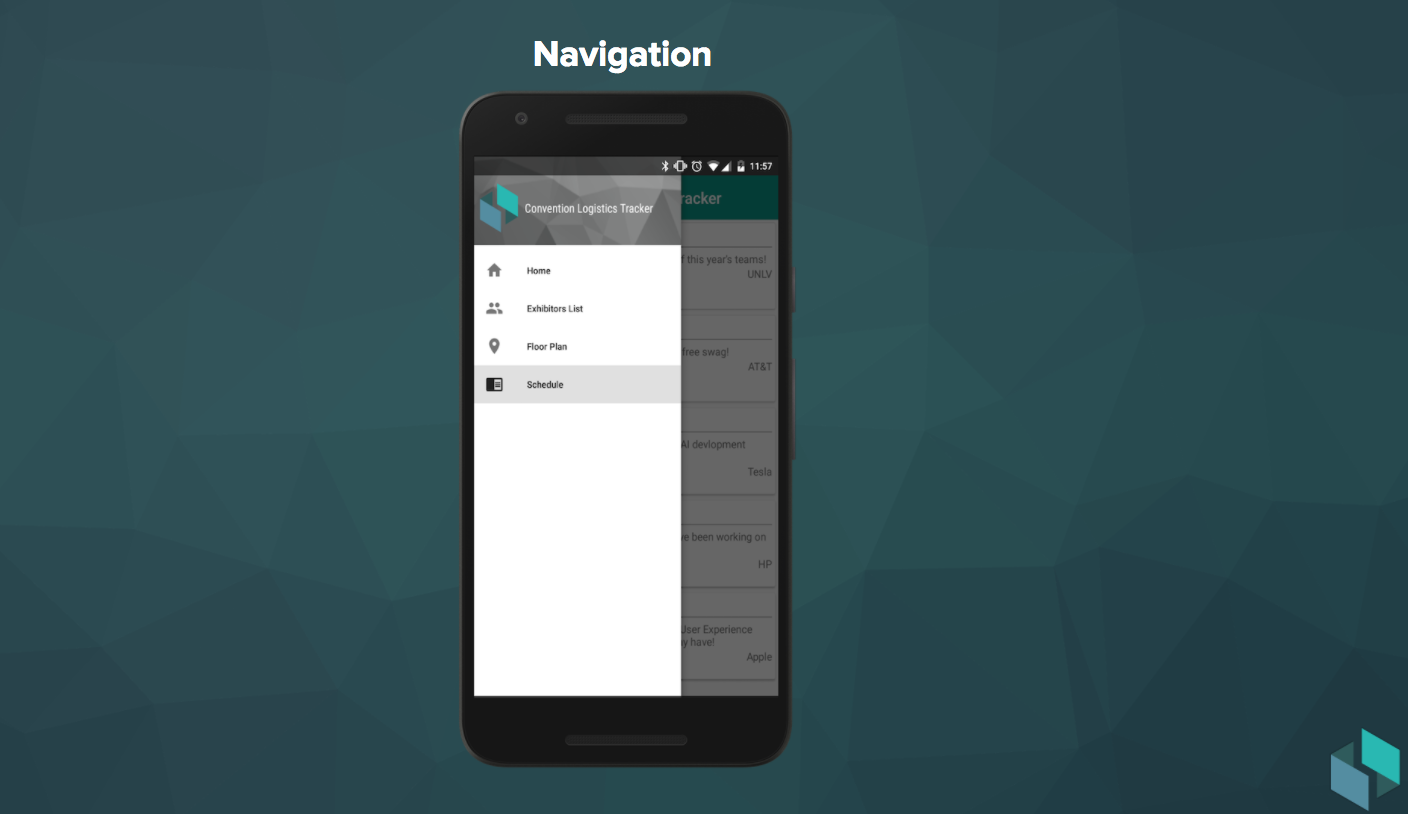 Navigation
11:57
Convention Logistics Tracker
racker
Home
Exhibitors List
Floor Plan
Schedule
f this year's teams!
UNLV
free swag!
AT&T
AI devlopment
Tesla
ve been working on
HP
User Experience
y have!
Apple